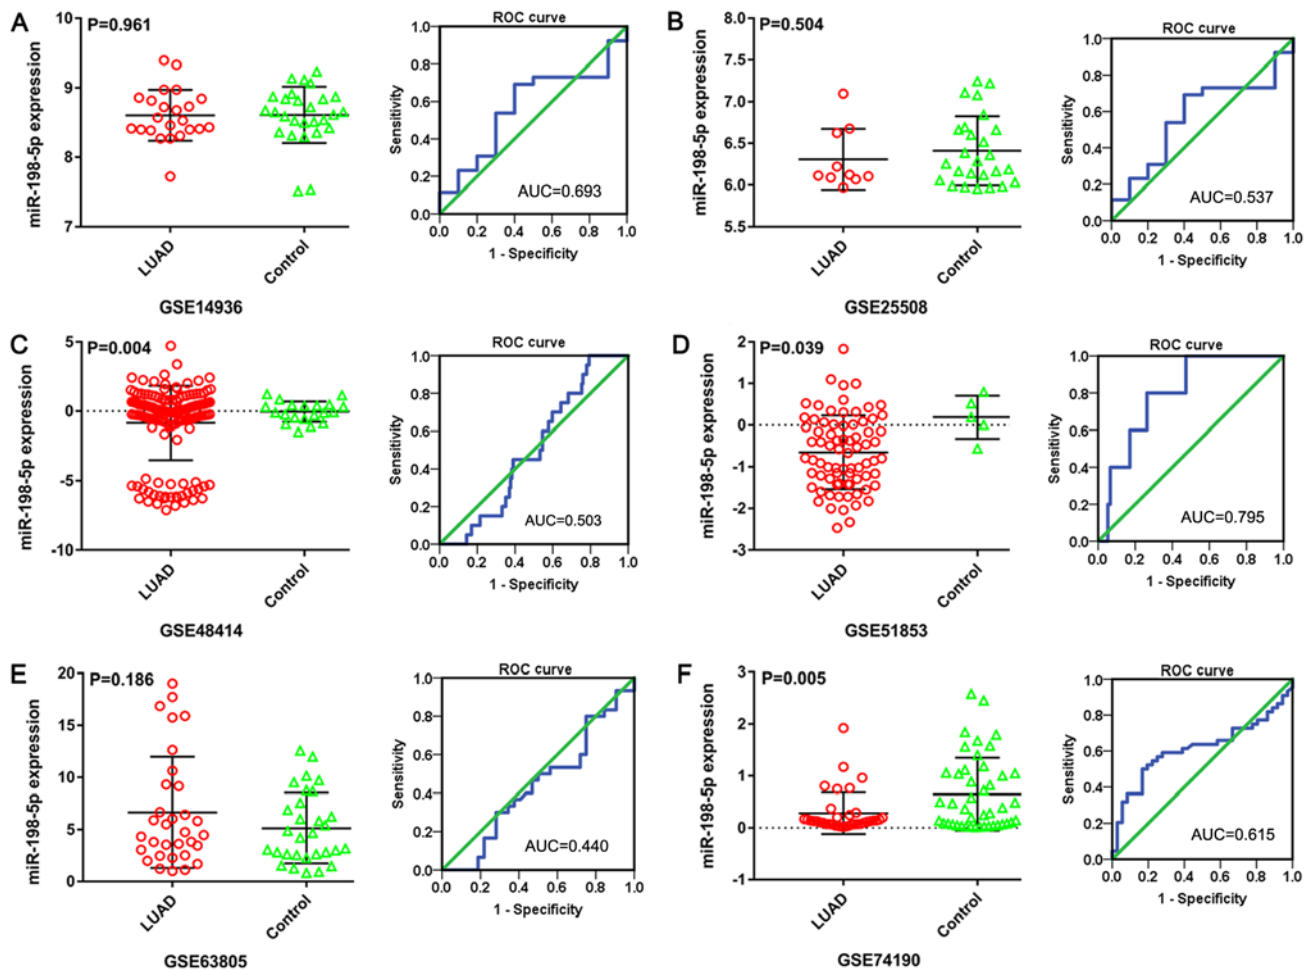 A
P=0.961
miR-198-5p expression
10
9
8
7
LUAD
Control
GSE14936
ROC curve
Sensitivity
1.0
0.8
0.6
0.4
0.2
0.0
AUC=0.693
0.0 0.2 0.4 0.6 0.8 1.0
1 - Specificity
B
P=0.504
miR-198-5p expression
8.0
7.5
7.0
6.5
6.0
5.5
LUAD
Control
GSE25508
ROC curve
Sensitivity
1.0
0.8
0.6
0.4
0.2
0.0
AUC=0.537
0.0 0.2 0.4 0.6 0.8 1.0
1 - Specificity
C
P=0.004
miR-198-5p expression
5
0
-5
-10
LUAD
Control
GSE48414
ROC curve
Sensitivity
1.0
0.8
0.6
0.4
0.2
0.0
AUC=0.503
0.0 0.2 0.4 0.6 0.8 1.0
1 - Specificity
D
P=0.039
miR-198-5p expression
2
1
0
-1
-2
-3
LUAD
Control
GSE51853
ROC curve
Sensitivity
1.0
0.8
0.6
0.4
0.2
0.0
AUC=0.795
0.0 0.2 0.4 0.6 0.8 1.0
1 - Specificity
E
P=0.186
miR-198-5p expression
20
15
10
5
0
LUAD
Control
GSE63805
ROC curve
Sensitivity
1.0
0.8
0.6
0.4
0.2
0.0
AUC=0.440
0.0 0.2 0.4 0.6 0.8 1.0
1 - Specificity
F
P=0.005
miR-198-5p expression
3
2
1
0
-1
LUAD
Control
GSE74190
ROC curve
Sensitivity
1.0
0.8
0.6
0.4
0.2
0.0
AUC=0.615
0.0 0.2 0.4 0.6 0.8 1.0
1 - Specificity